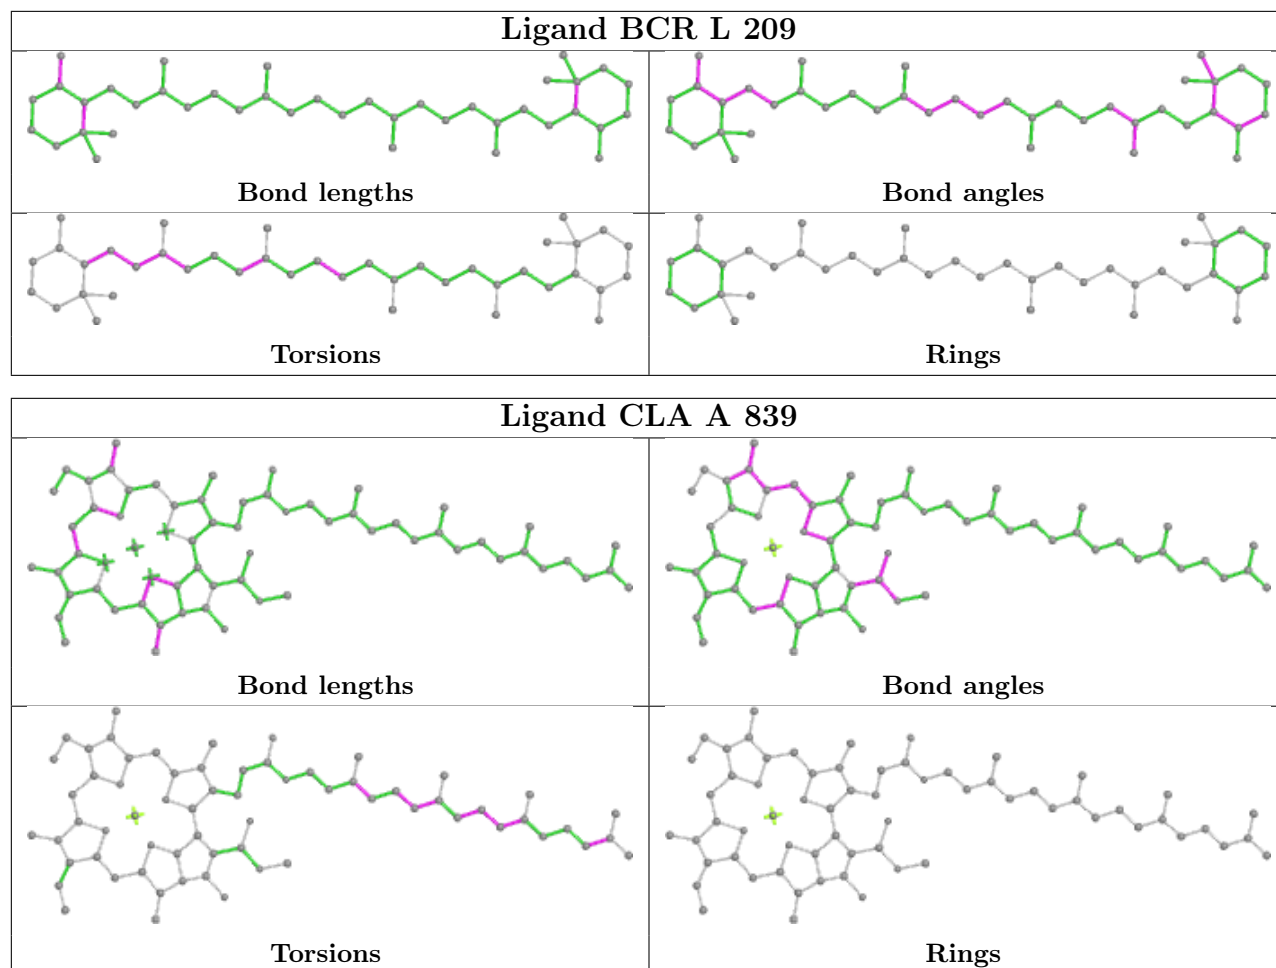 Ligand BCR L 209
Bond lengths
Bond angles
Torsions
Rings
Ligand CLA A 839
Bond lengths
Bond angles
Torsions
Rings